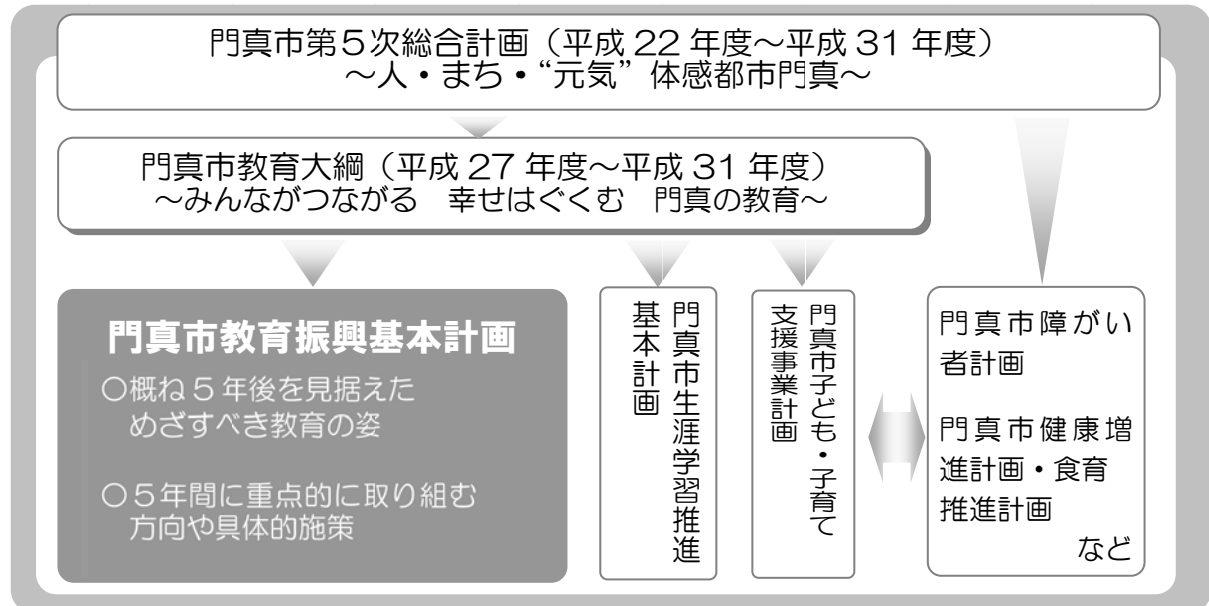 門真市第5次総合計画（平成 22 年度～平成 31 年度）
～人・まち・“元気” 体感都市門真～
門真市教育大綱（平成 27 年度～平成 31 年度）
～みんながつながる　幸せはぐくむ　門真の教育～
門真市教育振興基本計画
○概ね 5 年後を見据えた
めざすべき教育の姿
○5年間に重点的に取り組む
方向や具体的施策
門真市生涯学習推進
基本計画
門真市子ども・子育て
支援事業計画
門真市障がい
者計画
門真市健康増
進計画・食育
推進計画
など